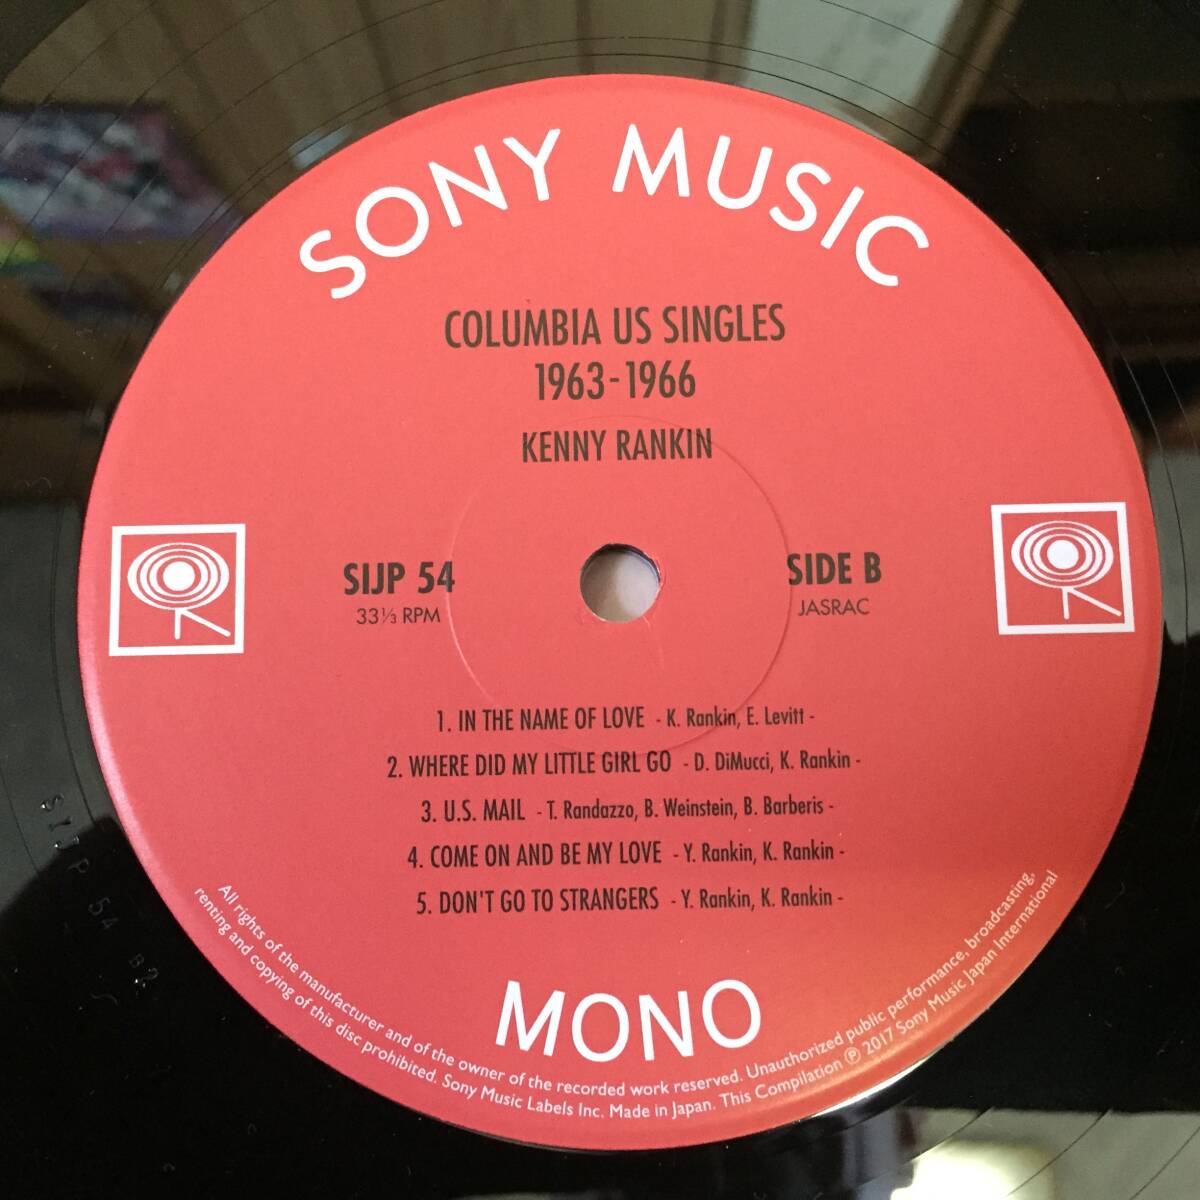 SONY MUSIC
COLUMBIA US SINGLES
1963-1966
KENNY RANKIN
SIJP 54
33⅓ RPM
SIDE B
JASRAC
1. IN THE NAME OF LOVE - K. Rankin, E. Levitt -
2. WHERE DID MY LITTLE GIRL GO - D. DiMucci, K. Rankin -
3. U.S. MAIL - T. Randazzo, B. Weinstein, B. Barberis -
4. COME ON AND BE MY LOVE - Y. Rankin, K. Rankin -
5. DON'T GO TO STRANGERS - Y. Rankin, K. Rankin -
MONO
All rights of the manufacturer and of the owner of the recorded work reserved. Unauthorized public performance, broadcasting,
renting and copying of this disc prohibited. Sony Music Labels Inc. Made in Japan. This Compilation ℗ 2017 Sony Music Japan International
SIJP 54 B2